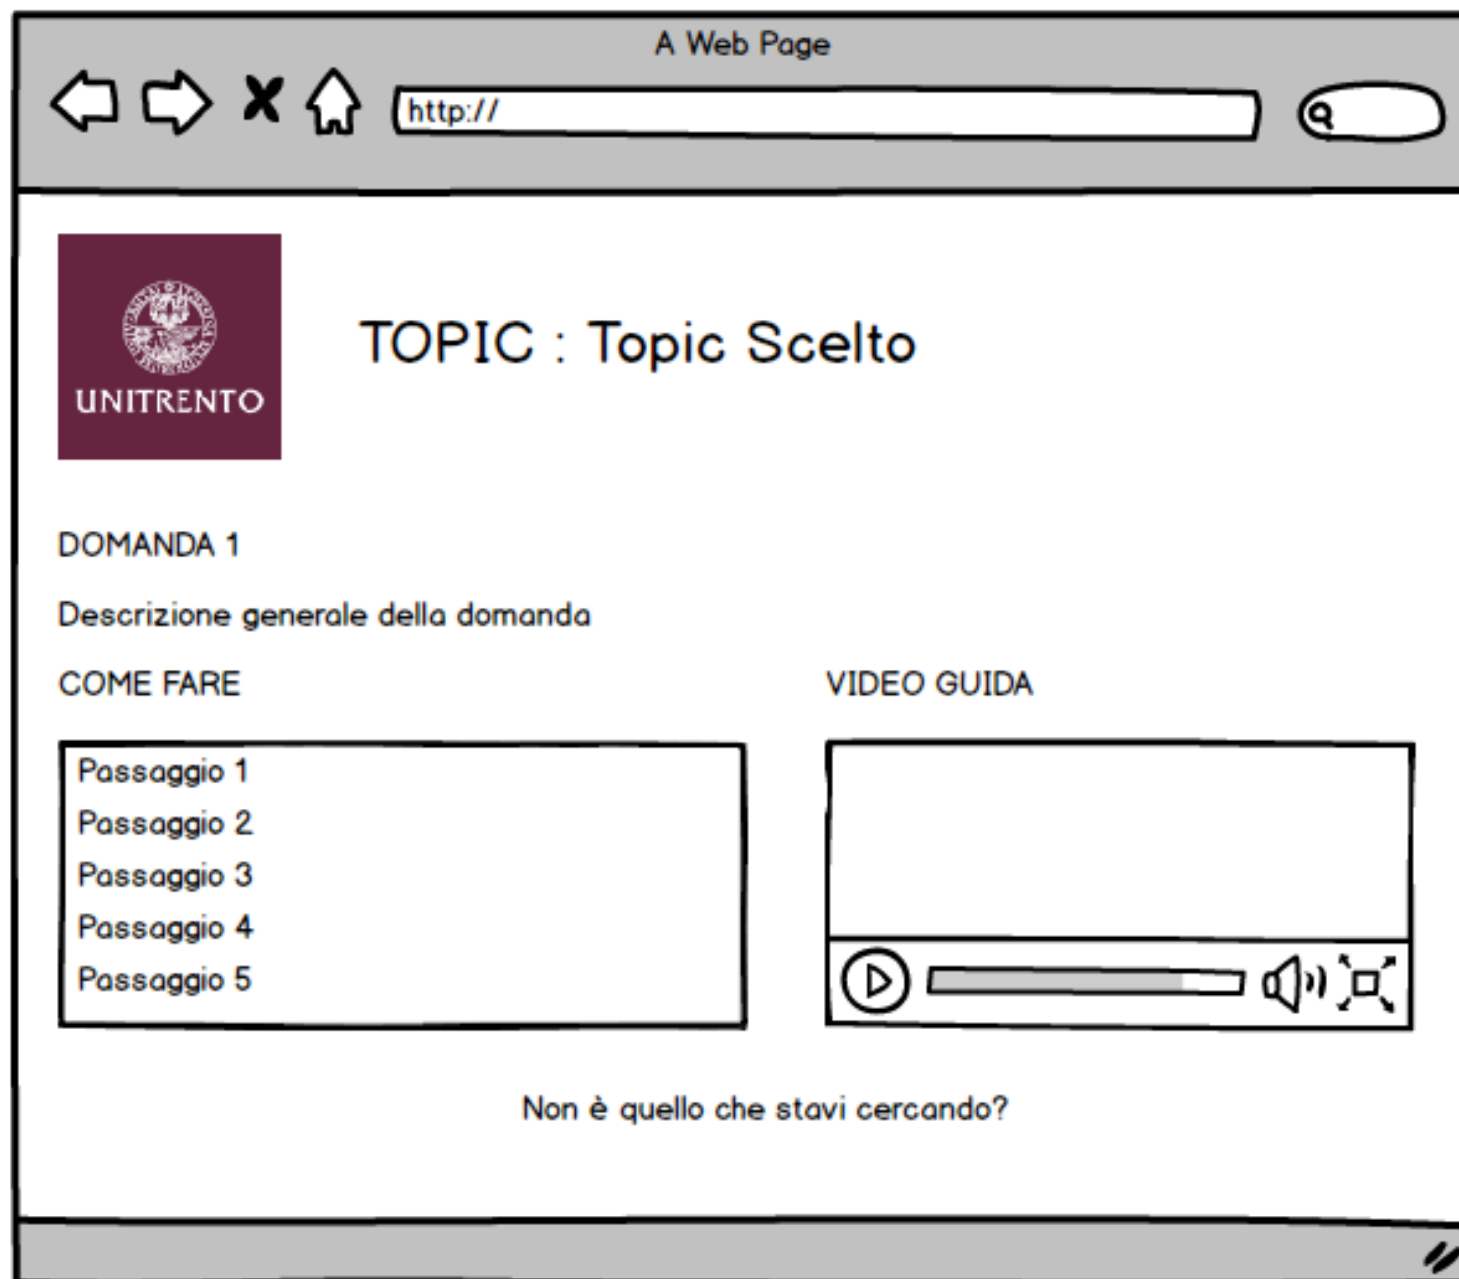 A Web Page
http://
UNITRENTO
TOPIC : Topic Scelto
DOMANDA 1
Descrizione generale della domanda
COME FARE
VIDEO GUIDA
Passaggio 1
Passaggio 2
Passaggio 3
Passaggio 4
Passaggio 5
Non è quello che stavi cercando?